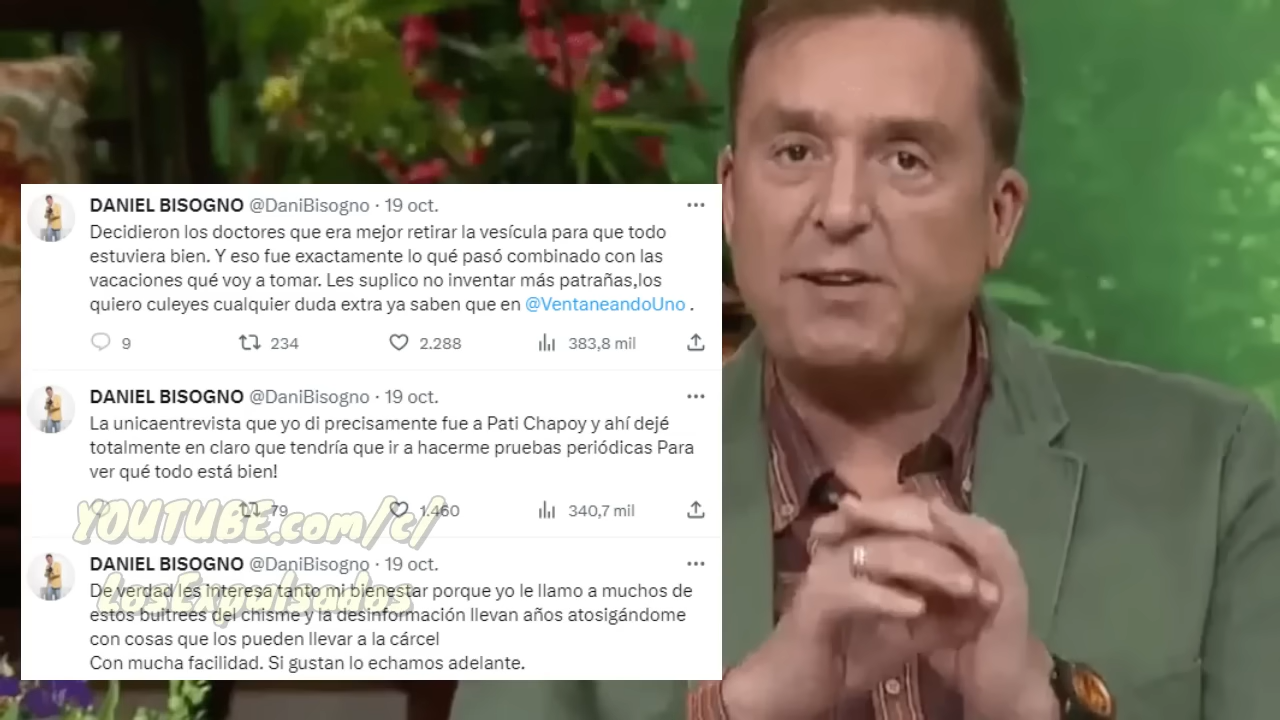 DANIEL BISOGNO @DaniBisogno · 19 oct.
Decidieron los doctores que era mejor retirar la vesícula para que todo
estuviera bien. Y eso fue exactamente lo qué pasó combinado con las
vacaciones qué voy a tomar. Les suplico no inventar más patrañas,los
quiero culeyes cualquier duda extra ya saben que en @VentaneandoUno .
9 234 2.288 383,8 mil
DANIEL BISOGNO @DaniBisogno · 19 oct.
La unicaentrevista que yo di precisamente fue a Pati Chapoy y ahí dejé
totalmente en claro que tendría que ir a hacerme pruebas periódicas Para
ver qué todo está bien!
79 1.460 340,7 mil
YOUTUBE.com/c/
DANIEL BISOGNO @DaniBisogno · 19 oct.
LosExpulsados
De verdad les interesa tanto mi bienestar porque yo le llamo a muchos de
estos buitrees del chisme y la desinformación llevan años atosigándome
con cosas que los pueden llevar a la cárcel
Con mucha facilidad. Si gustan lo echamos adelante.